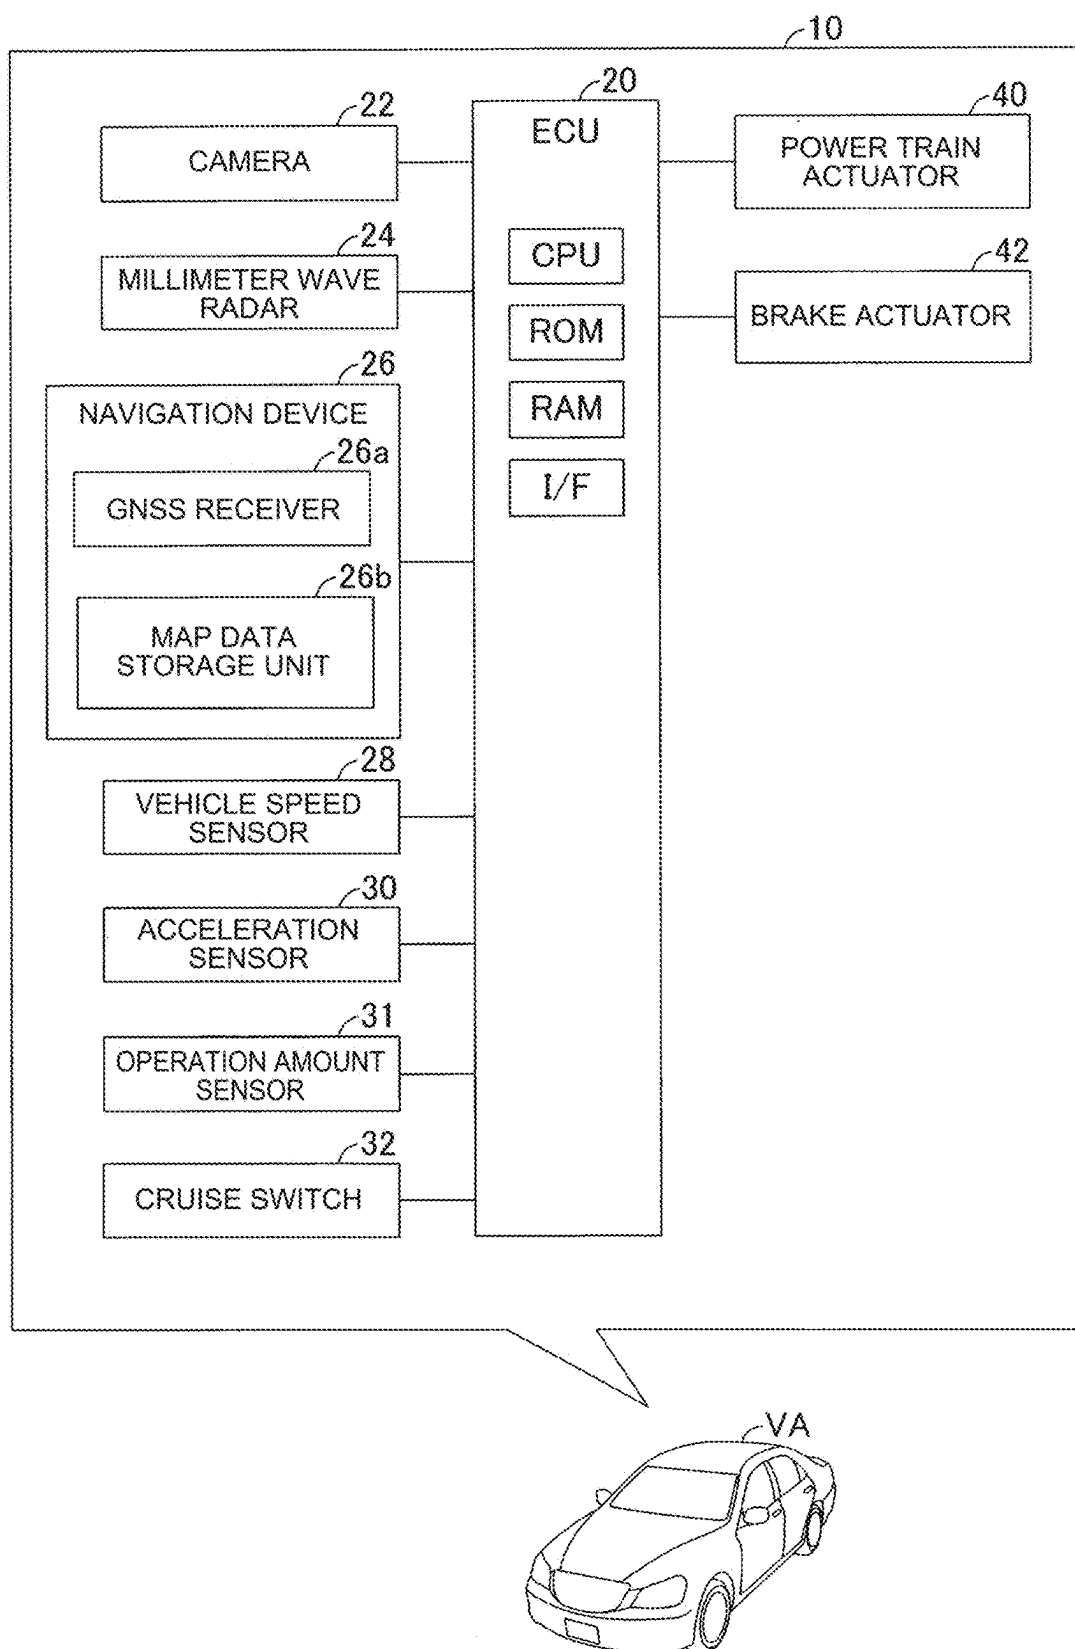 10
22
CAMERA
24
MILLIMETER WAVE
RADAR
26
NAVIGATION DEVICE
26a
GNSS RECEIVER
26b
MAP DATA
STORAGE UNIT
28
VEHICLE SPEED
SENSOR
30
ACCELERATION
SENSOR
31
OPERATION AMOUNT
SENSOR
32
CRUISE SWITCH
20
ECU
CPU
ROM
RAM
I/F
40
POWER TRAIN
ACTUATOR
42
BRAKE ACTUATOR
VA